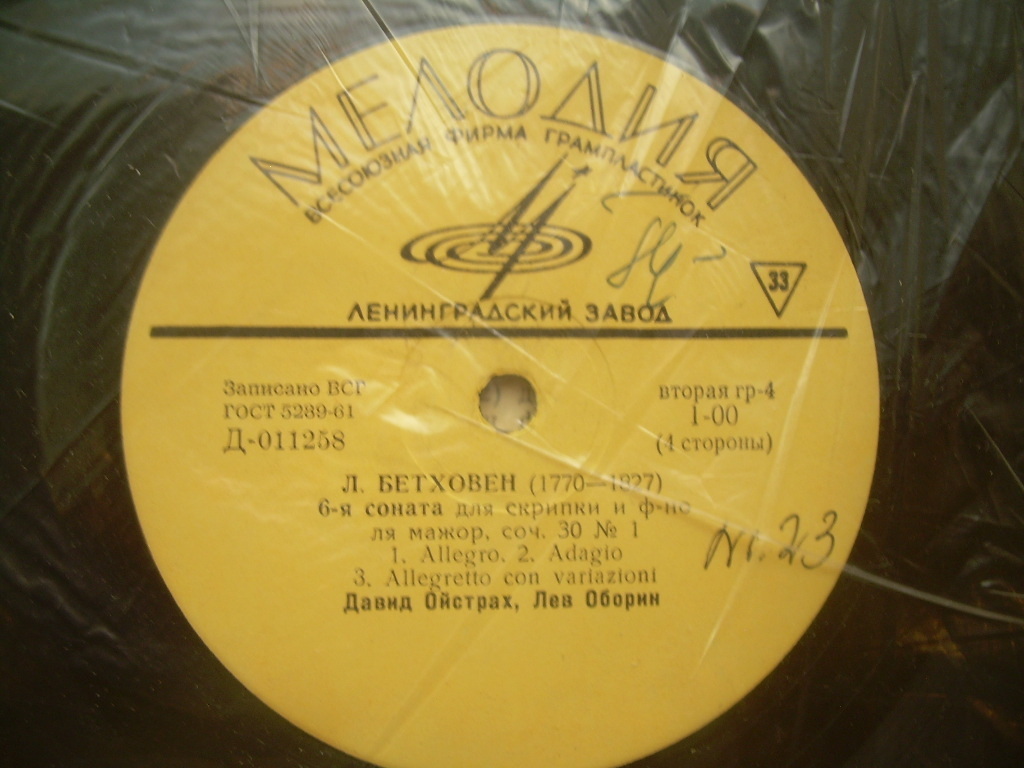 МЕЛОДИЯ
ВСЕСОЮЗНАЯ ФИРМА ГРАМПЛАСТИНОК
33
ЛЕНИНГРАДСКИЙ ЗАВОД
Записано ВСГ
ГОСТ 5289-61
Д-011258
вторая гр-4
1-00
(4 стороны)
Л. БЕТХОВЕН (1770—1827)
6-я соната для скрипки и ф-но
ля мажор, соч. 30 № 1
1. Allegro. 2. Adagio
3. Allegretto con variazioni
Давид Ойстрах, Лев Оборин